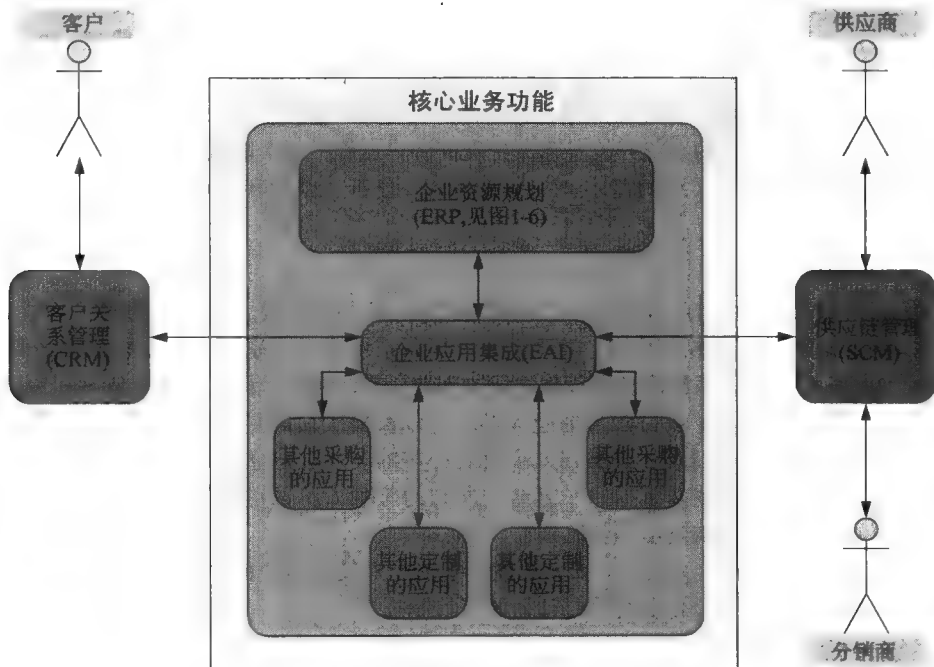 客户
供应商
核心业务功能
企业资源规划
(ERP,见图1-6)
客户关
系管理
(CRM)
企业应用集成(EAI)
供应链管理
(SCM)
其他采购
的应用
其他采购
的应用
其他定制
的应用
其他定制
的应用
分销商